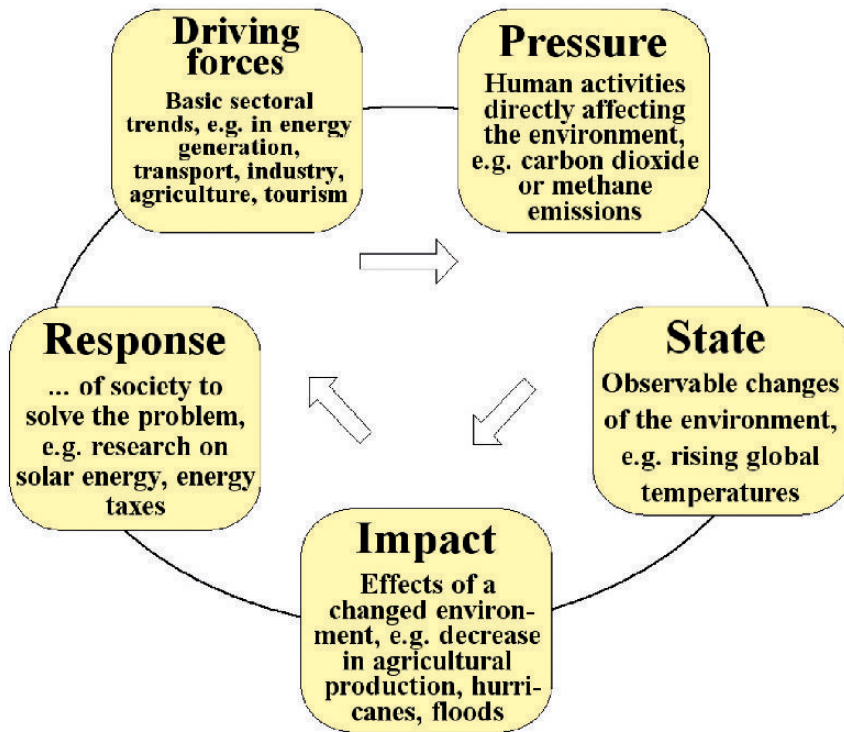 Driving
forces
Basic sectoral
trends, e.g. in energy
generation,
transport, industry,
agriculture, tourism
Pressure
Human activities
directly affecting
the environment,
e.g. carbon dioxide
or methane
emissions
State
Observable changes
of the environment,
e.g. rising global
temperatures
Impact
Effects of a
changed environ-
ment, e.g. decrease
in agricultural
production, hurri-
canes, floods
Response
... of society to
solve the problem,
e.g. research on
solar energy, energy
taxes